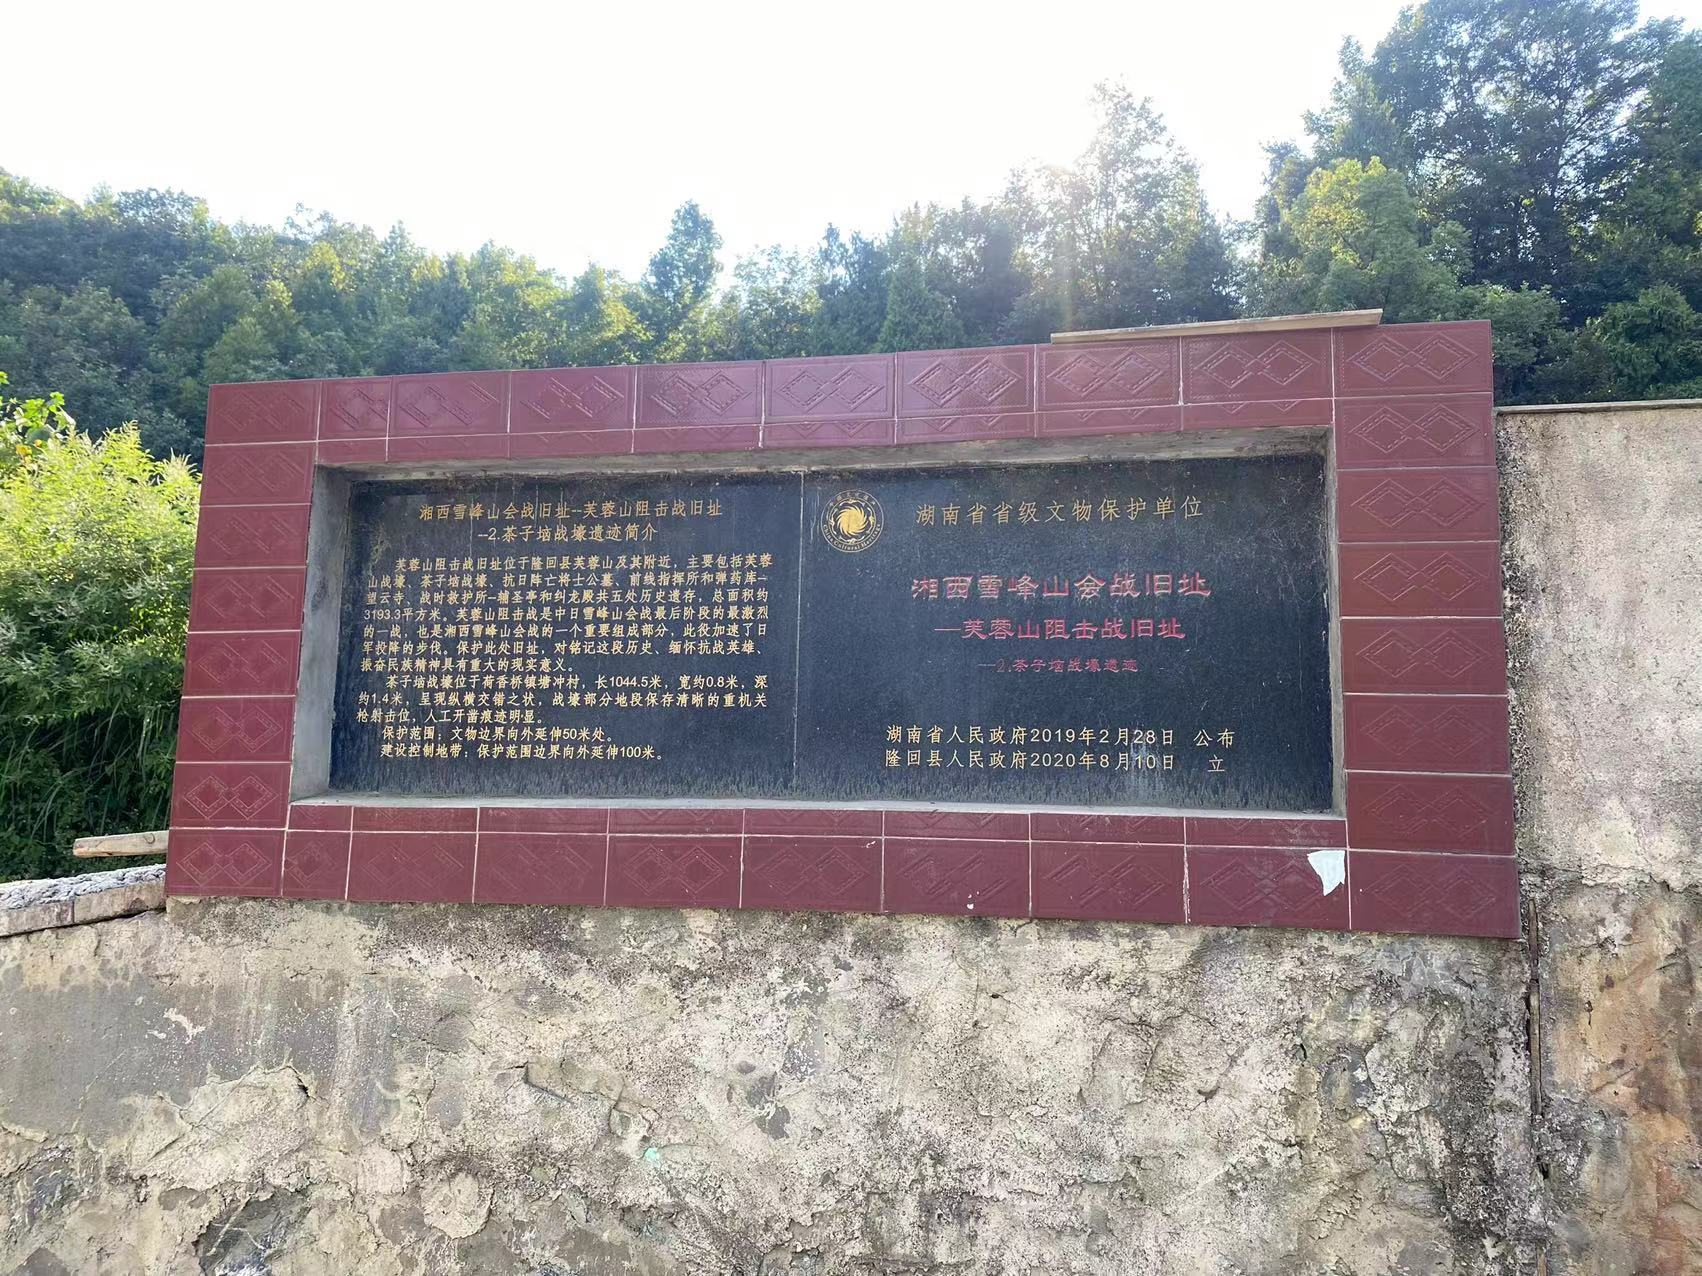 湘西雪峰山会战旧址--芙蓉山阻击战旧址
--2.茶子垴战壕遗迹简介
芙蓉山阻击战旧址位于隆回县芙蓉山及其附近，主要包括芙蓉
山战壕、茶子垴战壕、抗日阵亡将士公墓、前线指挥所和弹药库--
望云寺、战时救护所--辅圣亭和纠龙殿共五处历史遗存，总面积约
3193.3平方米。芙蓉山阻击战是中日雪峰山会战最后阶段的最激烈
的一战，也是湘西雪峰山会战的一个重要组成部分，此役加速了日
军投降的步伐。保护此处旧址，对铭记这段历史、缅怀抗战英雄、
振奋民族精神具有重大的现实意义。
茶子垴战壕位于荷香桥镇塘冲村，长1044.5米，宽约0.8米，深
约1.4米，呈现纵横交错之状，战壕部分地段保存清晰的重机关
枪射击位，人工开凿痕迹明显。
保护范围：文物边界向外延伸50米处。
建设控制地带：保护范围边界向外延伸100米。
湖南省省级文物保护单位
湘西雪峰山会战旧址
—芙蓉山阻击战旧址
—2.茶子垴战壕遗迹
湖南省人民政府2019年2月28日 公布
隆回县人民政府2020年8月10日 立